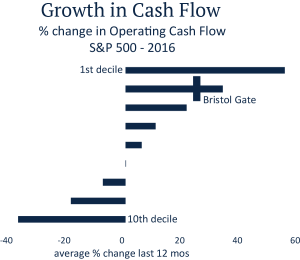 Growth in Cash Flow
% change in Operating Cash Flow
S&P 500 - 2016
1st decile
Bristol Gate
10th decile
-40 -20 0 20 40 60
average % change last 12 mos